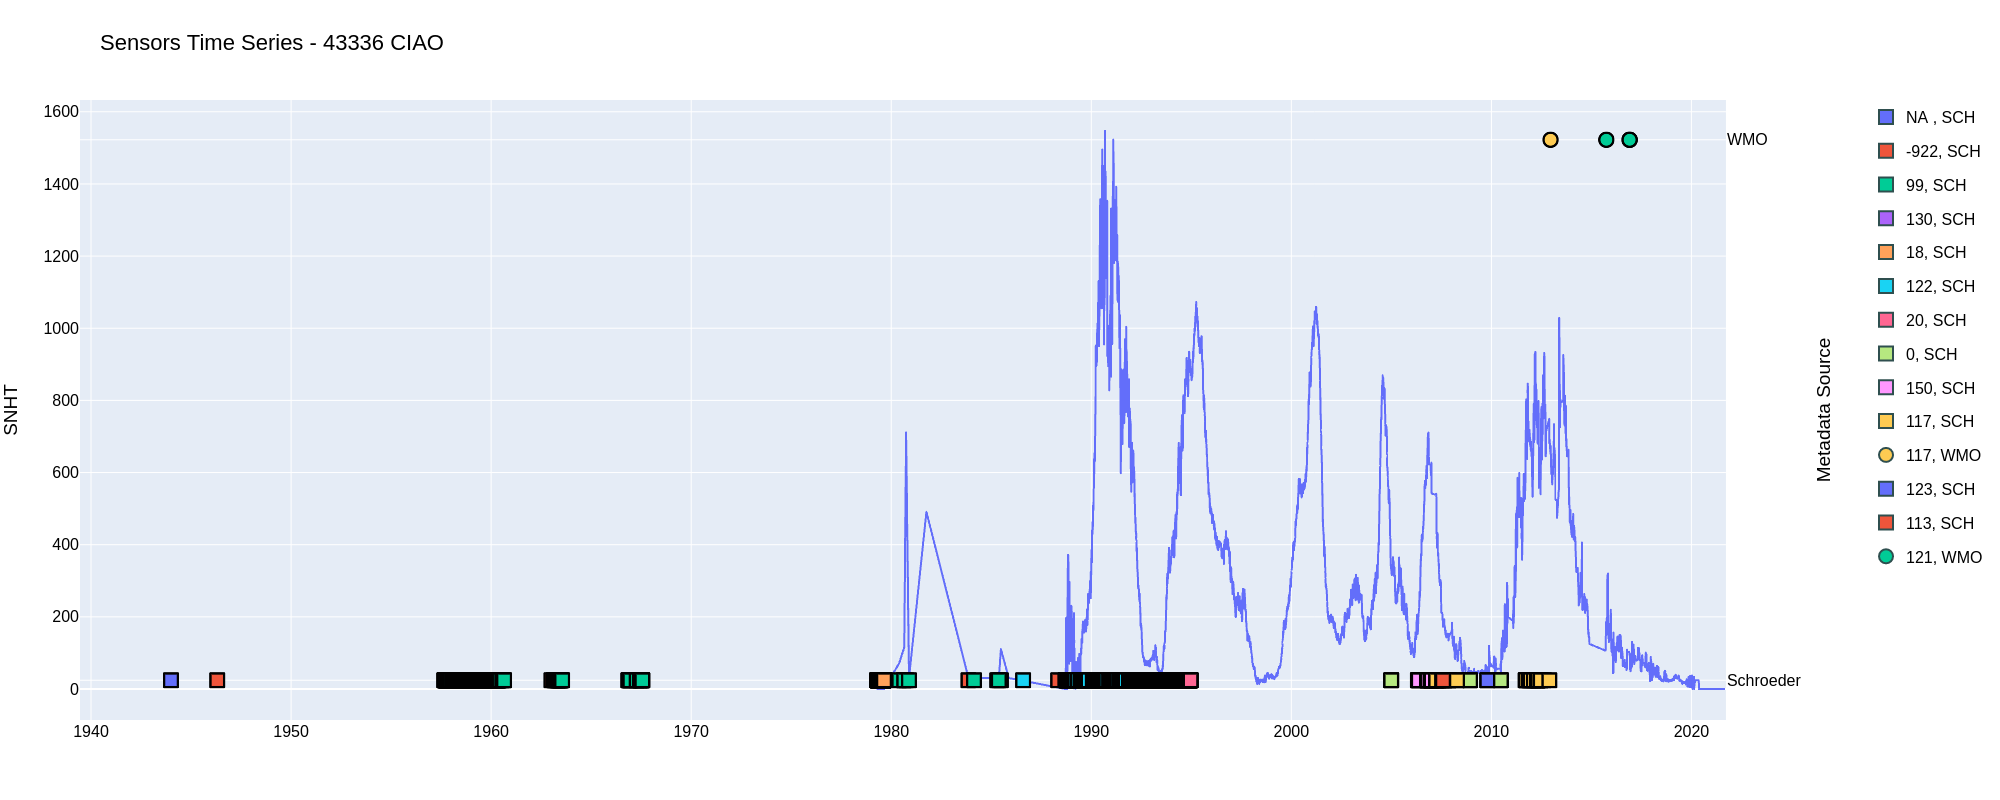 Sensors Time Series - 43336 CIAO
1600
1400
1200
1000
800
600
400
200
0
SNHT
1940
1950
1960
1970
1980
1990
2000
2010
2020
WMO
Schroeder
Metadata Source
NA , SCH
-922, SCH
99, SCH
130, SCH
18, SCH
122, SCH
20, SCH
0, SCH
150, SCH
117, SCH
117, WMO
123, SCH
113, SCH
121, WMO